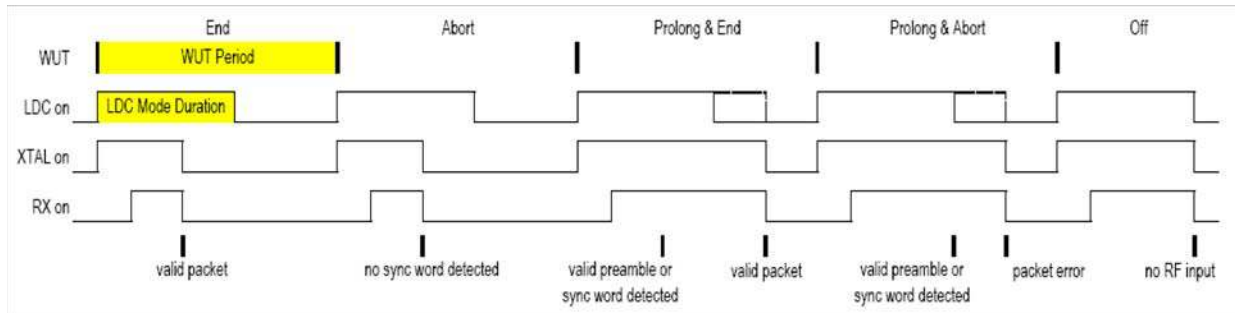 End Abort Prolong & End Prolong & Abort Off
WUT WUT Period
LDC on LDC Mode Duration
XTAL on
RX on
valid packet no sync word detected valid preamble or valid packet valid preamble or packet error no RF input
sync word detected sync word detected